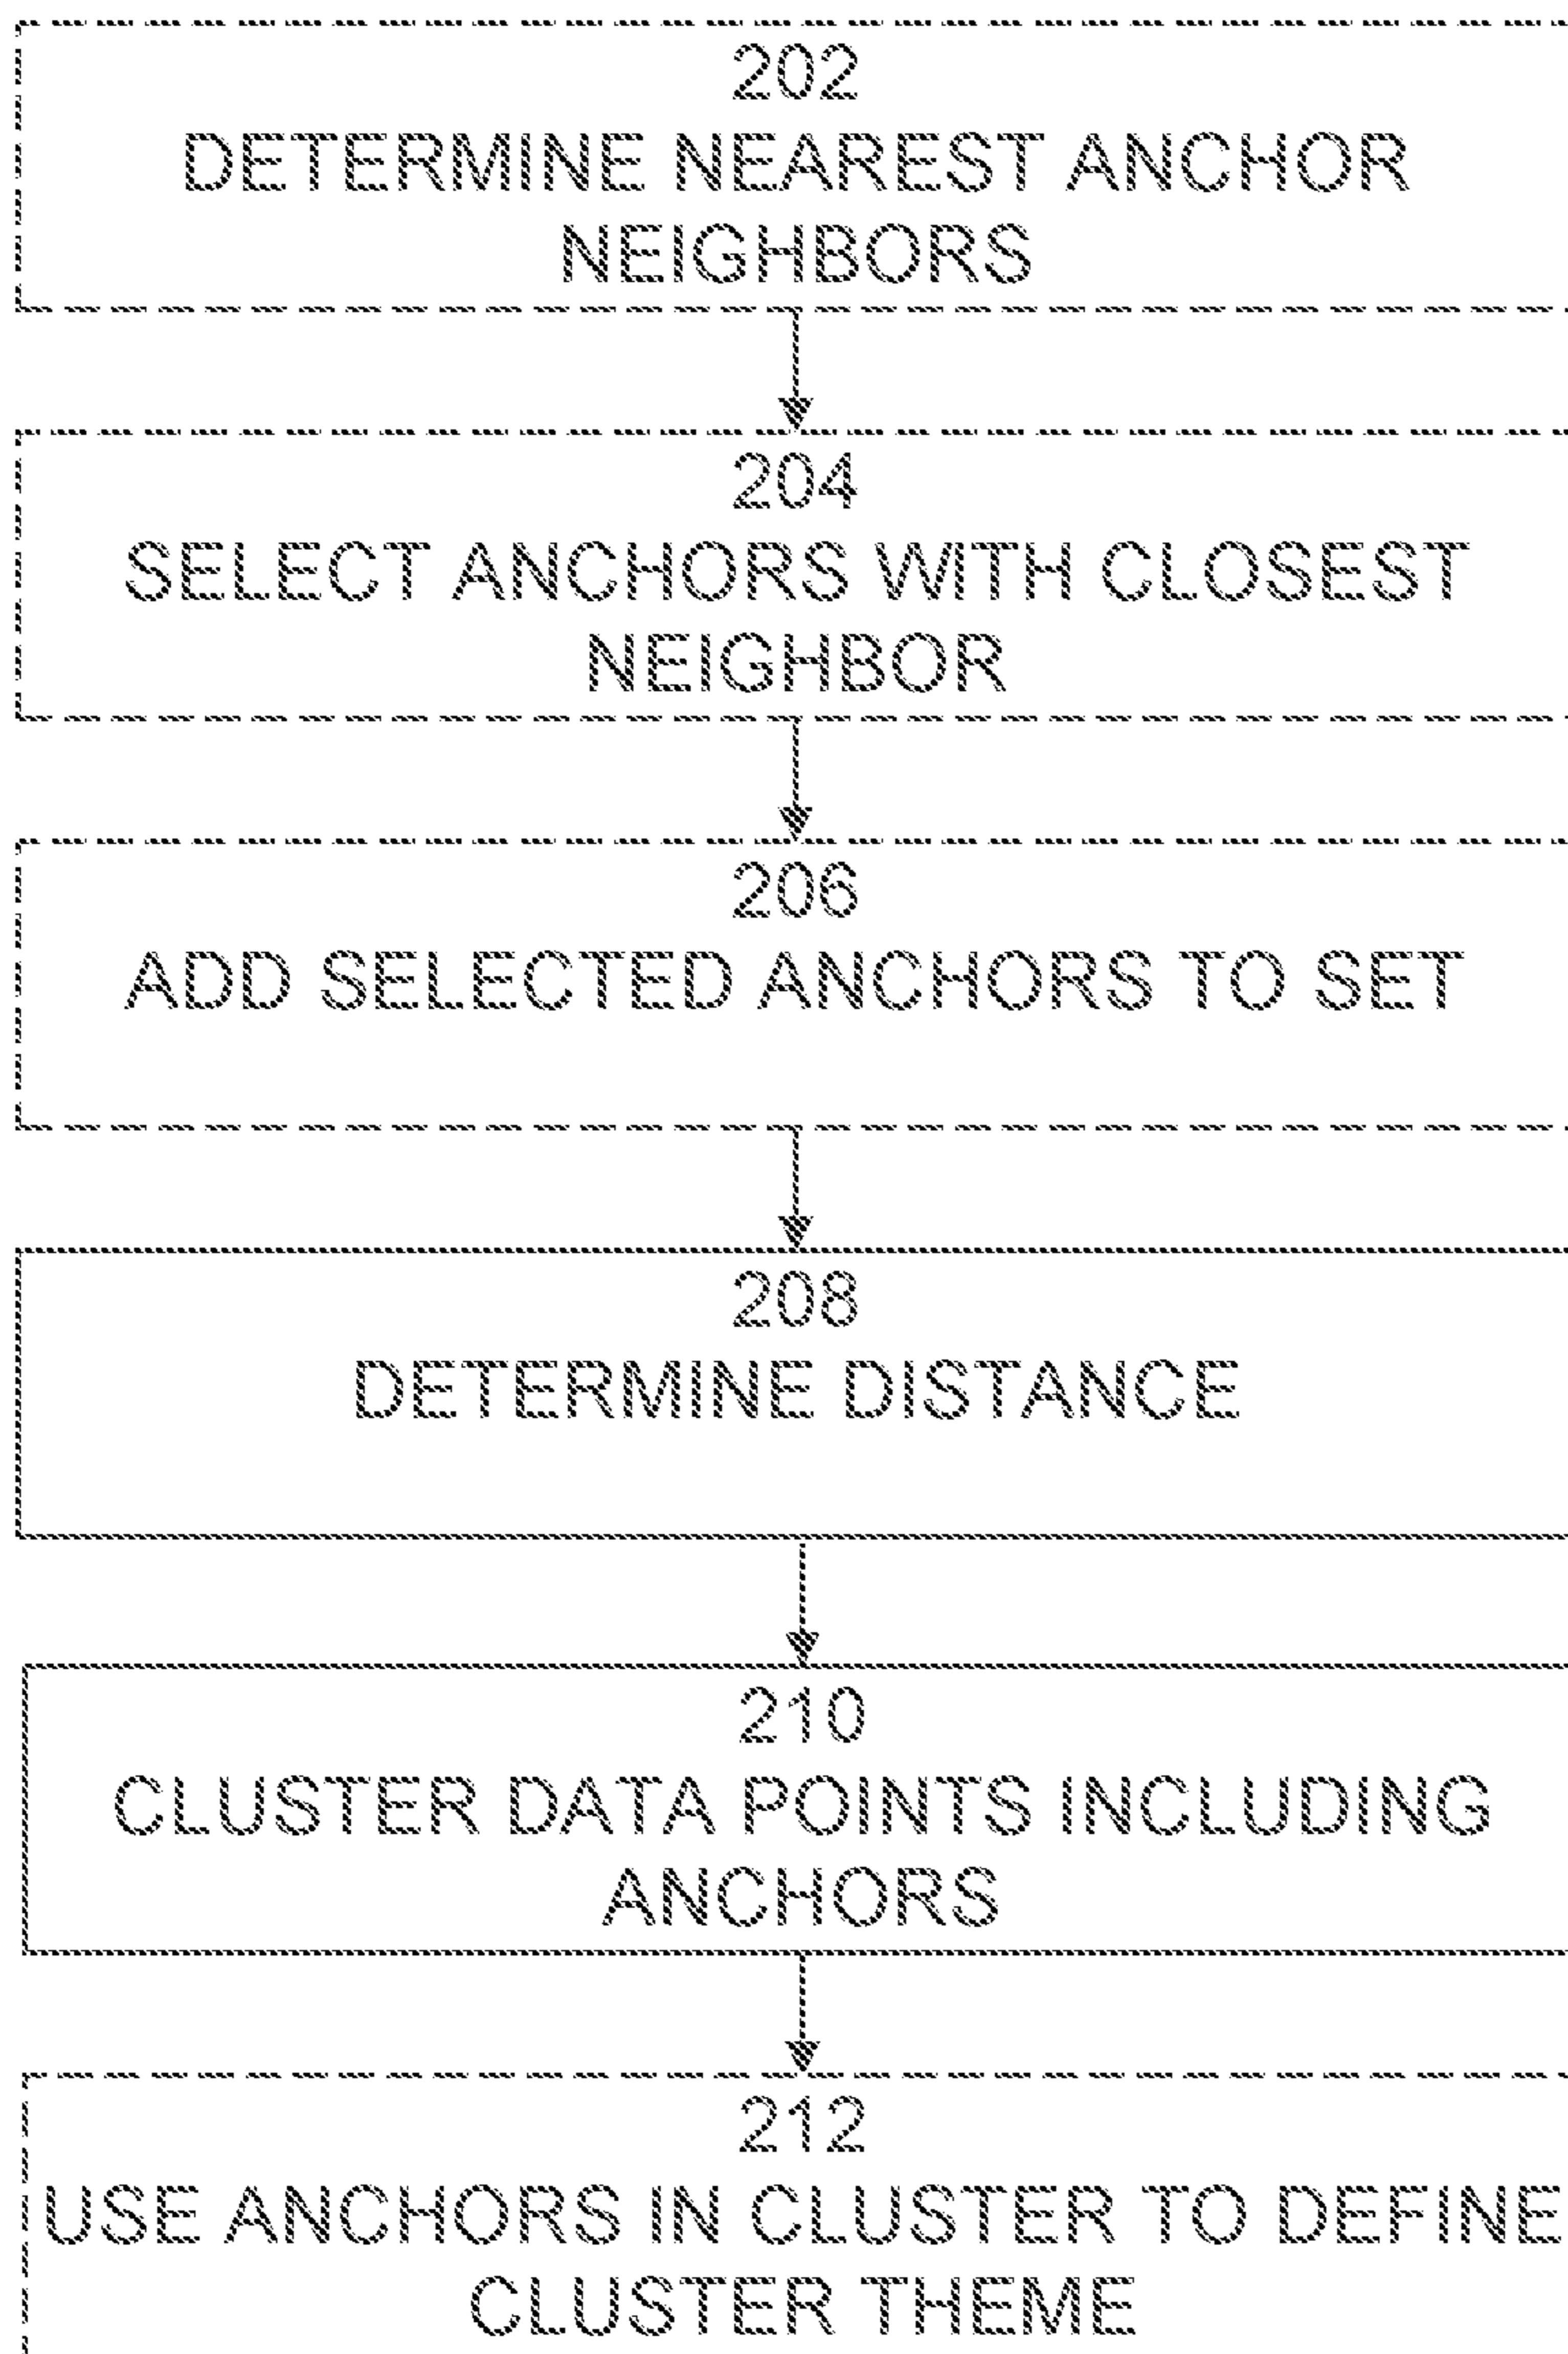 202
DETERMINE NEAREST ANCHOR
NEIGHBORS
204
SELECT ANCHORS WITH CLOSEST
NEIGHBOR
206
ADD SELECTED ANCHORS TO SET
208
DETERMINE DISTANCE
210
CLUSTER DATA POINTS INCLUDING
ANCHORS
212
USE ANCHORS IN CLUSTER TO DEFINE
CLUSTER THEME